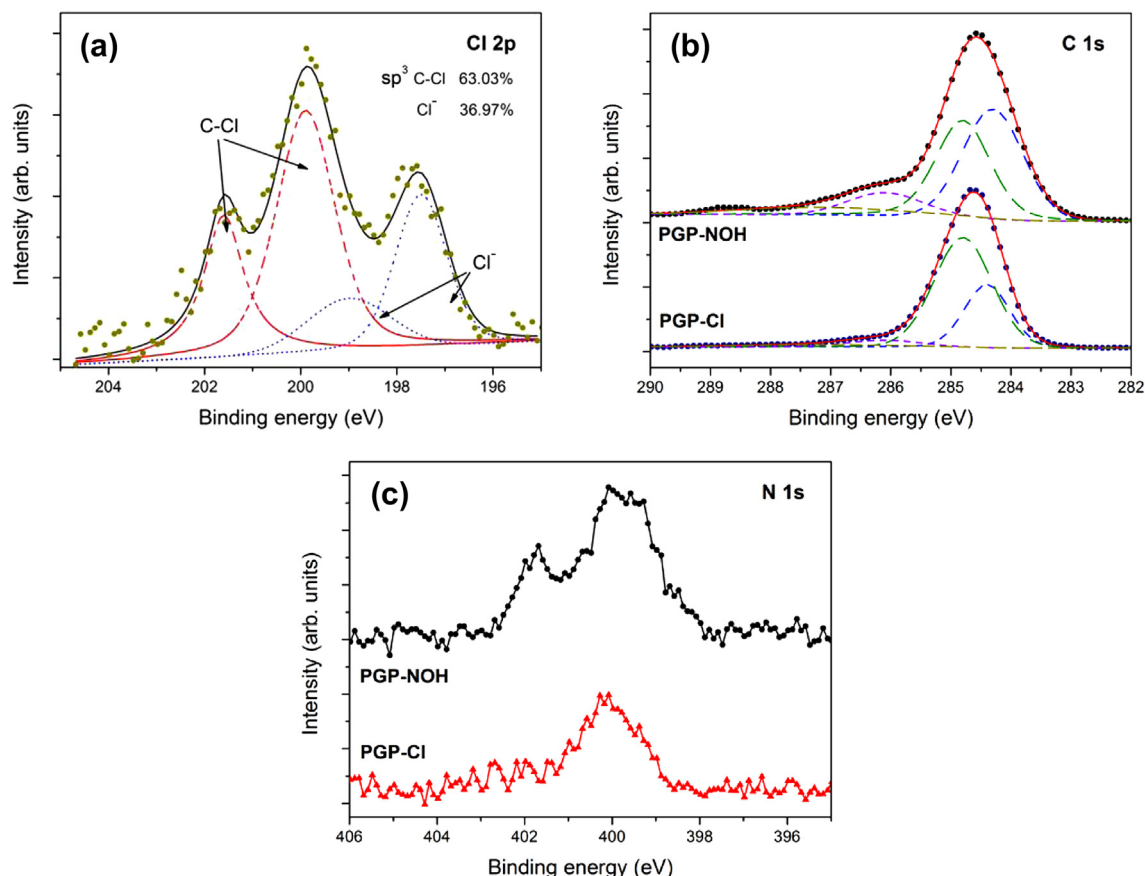 (a)
Cl 2p
sp³ C-Cl 63.03%
Cl⁻ 36.97%
C-Cl
Cl⁻
Intensity (arb. units)
204 202 200 198 196
Binding energy (eV)
(b)
C 1s
PGP-NOH
PGP-Cl
Intensity (arb. units)
290 289 288 287 286 285 284 283 282
Binding energy (eV)
(c)
N 1s
PGP-NOH
PGP-Cl
Intensity (arb. units)
406 404 402 400 398 396
Binding energy (eV)